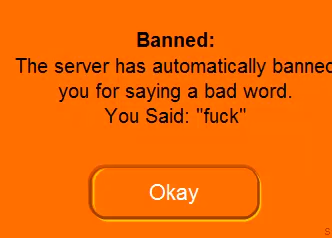 Banned:
The server has automatically banned
you for saying a bad word.
You Said: "fuck"
Okay